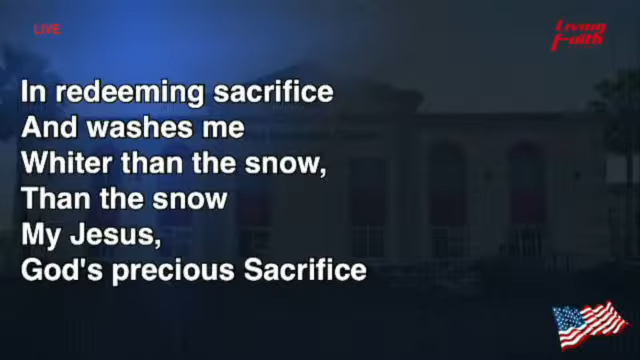 LIVE
Living
Faith
In redeeming sacrifice
And washes me
Whiter than the snow,
Than the snow
My Jesus,
God's precious Sacrifice